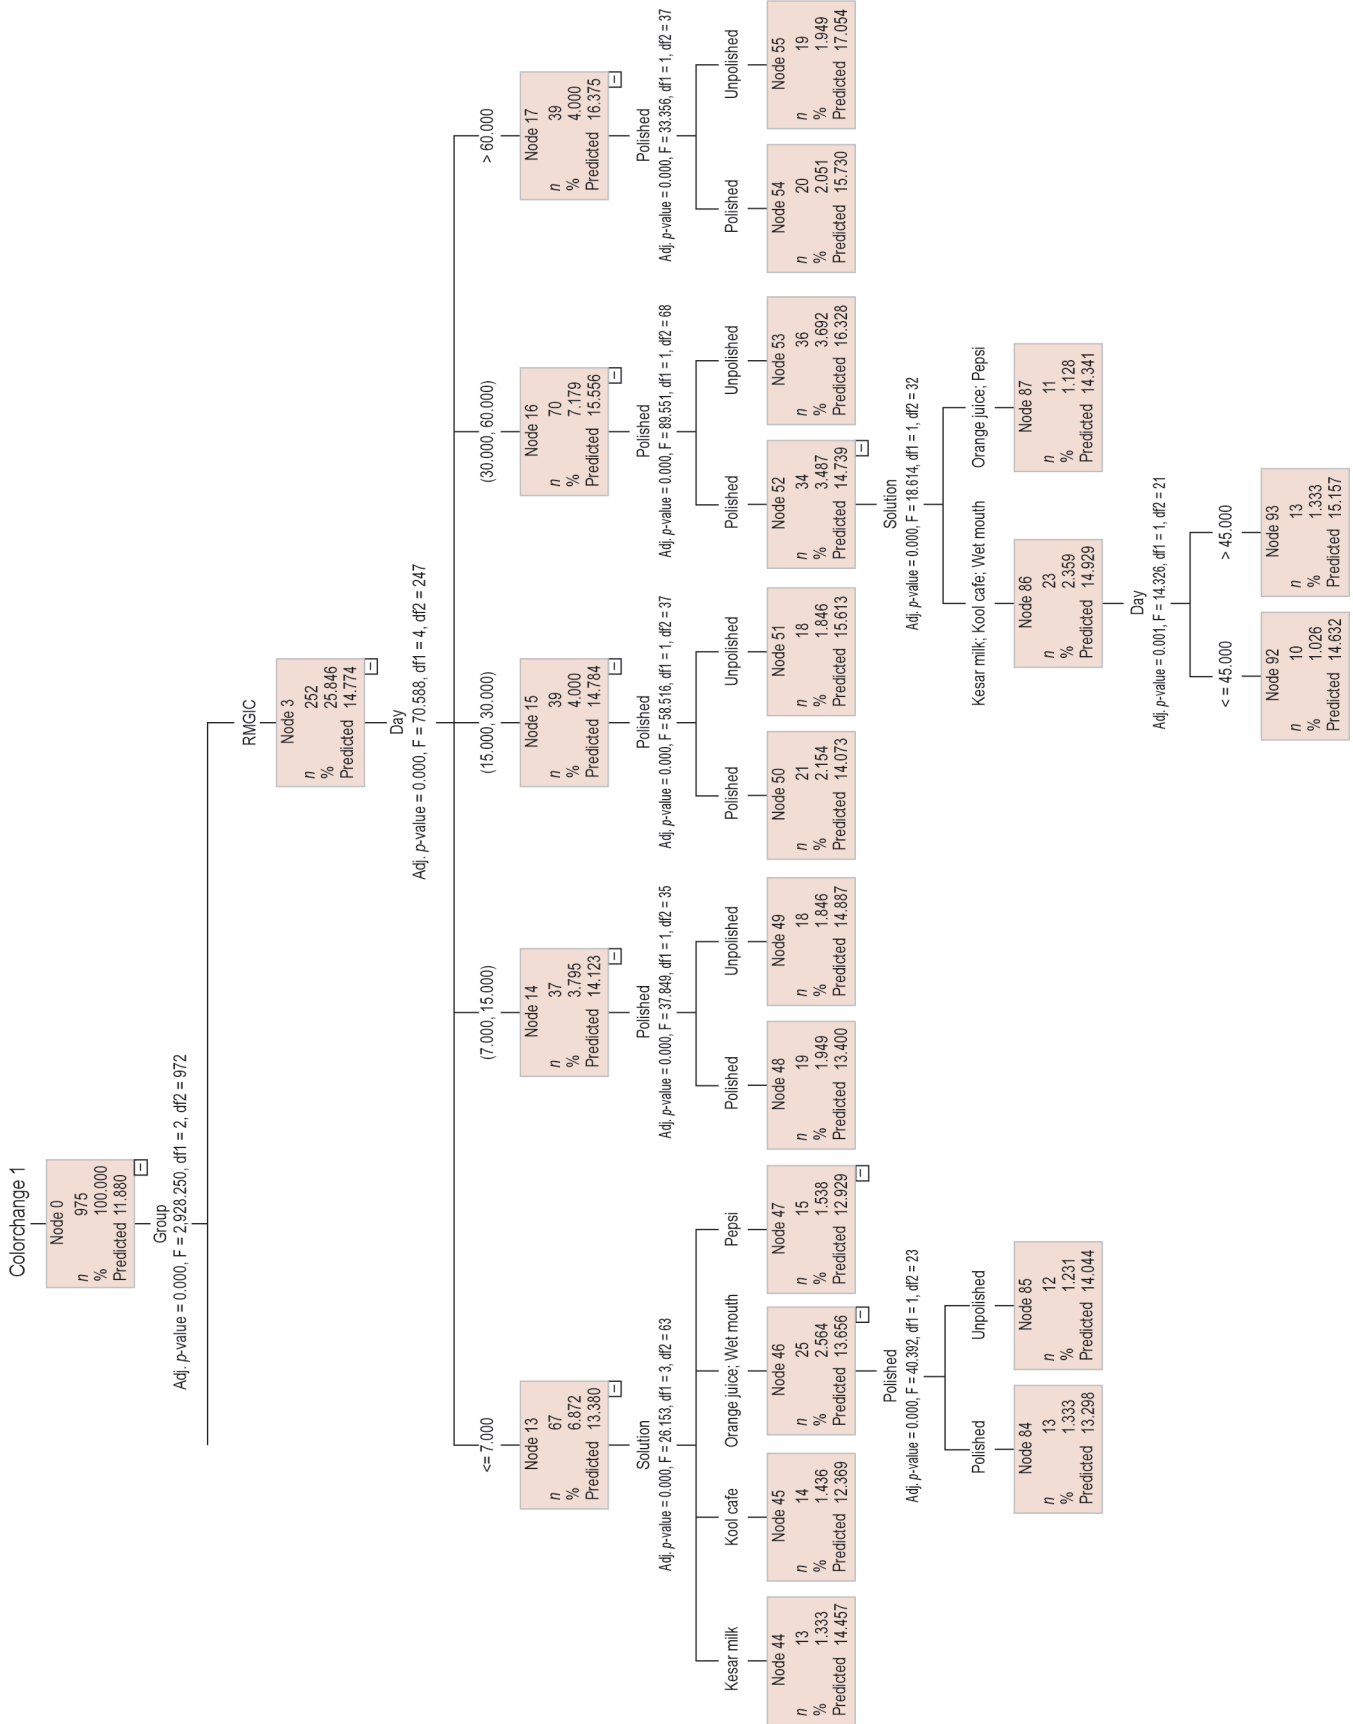 Colorchange 1
Node 0
n 975
% 100.000
Predicted 11.880
Group
Adj. p-value = 0.000, F = 2,928.250, df1 = 2, df2 = 972
RMGIC
Node 3
n 252
% 25.846
Predicted 14.774
Day
Adj. p-value = 0.000, F = 70.588, df1 = 4, df2 = 247
<= 7.000
(7.000, 15.000)
(15.000, 30.000)
(30.000, 60.000)
> 60.000
Node 13
n 67
% 6.872
Predicted 13.380
Node 14
n 37
% 3.795
Predicted 14.123
Node 15
n 39
% 4.000
Predicted 14.784
Node 16
n 70
% 7.179
Predicted 15.556
Node 17
n 39
% 4.000
Predicted 16.375
Solution
Adj. p-value = 0.000, F = 26.153, df1 = 3, df2 = 63
Polished
Adj. p-value = 0.000, F = 37.849, df1 = 1, df2 = 35
Polished
Adj. p-value = 0.000, F = 58.516, df1 = 1, df2 = 37
Polished
Adj. p-value = 0.000, F = 89.551, df1 = 1, df2 = 68
Polished
Adj. p-value = 0.000, F = 33.356, df1 = 1, df2 = 37
Kesar milk
Kool cafe
Orange juice; Wet mouth
Pepsi
Polished
Unpolished
Polished
Unpolished
Polished
Unpolished
Polished
Unpolished
Node 44
n 13
% 1.333
Predicted 14.457
Node 45
n 14
% 1.436
Predicted 12.369
Node 46
n 25
% 2.564
Predicted 13.656
Node 47
n 15
% 1.538
Predicted 12.929
Node 48
n 19
% 1.949
Predicted 13.400
Node 49
n 18
% 1.846
Predicted 14.887
Node 50
n 21
% 2.154
Predicted 14.073
Node 51
n 18
% 1.846
Predicted 15.613
Node 52
n 34
% 3.487
Predicted 14.739
Node 53
n 36
% 3.692
Predicted 16.328
Node 54
n 20
% 2.051
Predicted 15.730
Node 55
n 19
% 1.949
Predicted 17.054
Polished
Adj. p-value = 0.000, F = 40.392, df1 = 1, df2 = 23
Solution
Adj. p-value = 0.000, F = 18.614, df1 = 1, df2 = 32
Polished
Unpolished
Kesar milk; Kool cafe; Wet mouth
Orange juice; Pepsi
Node 84
n 13
% 1.333
Predicted 13.298
Node 85
n 12
% 1.231
Predicted 14.044
Node 86
n 23
% 2.359
Predicted 14.929
Node 87
n 11
% 1.128
Predicted 14.341
Day
Adj. p-value = 0.001, F = 14.326, df1 = 1, df2 = 21
< = 45.000
> 45.000
Node 92
n 10
% 1.026
Predicted 14.632
Node 93
n 13
% 1.333
Predicted 15.157